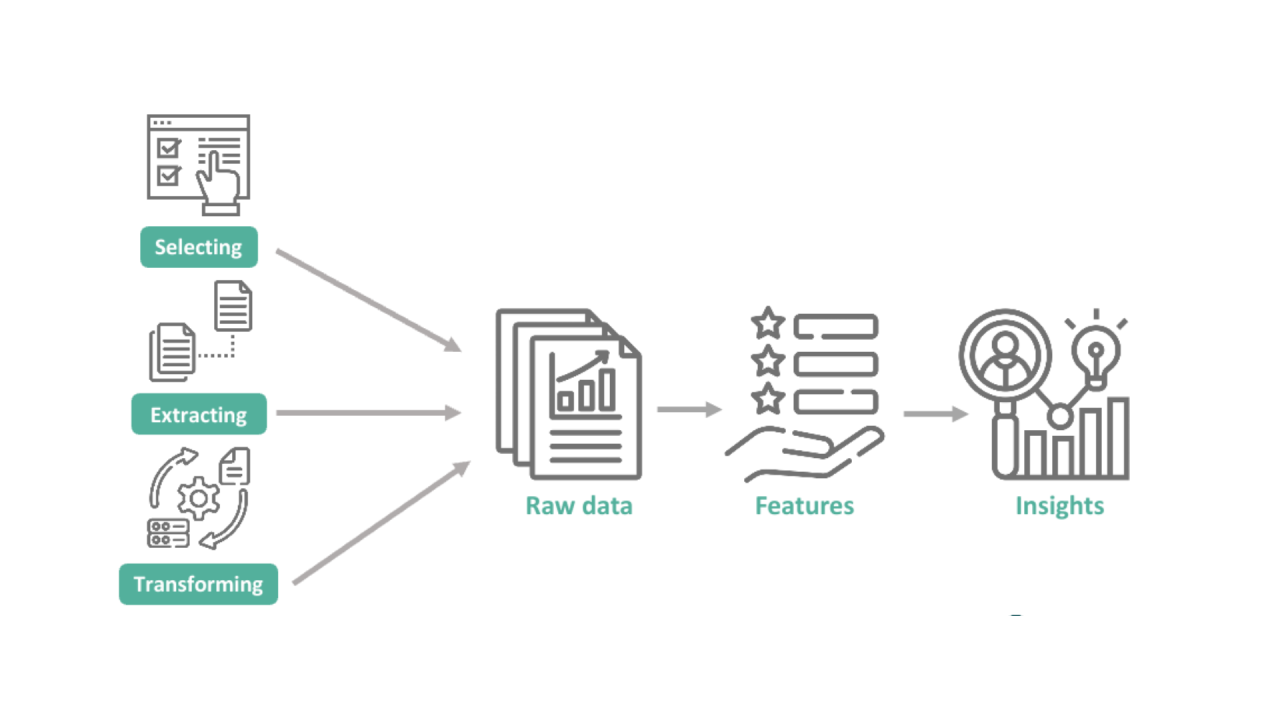 Selecting
Extracting
Transforming
Raw data
Features
Insights